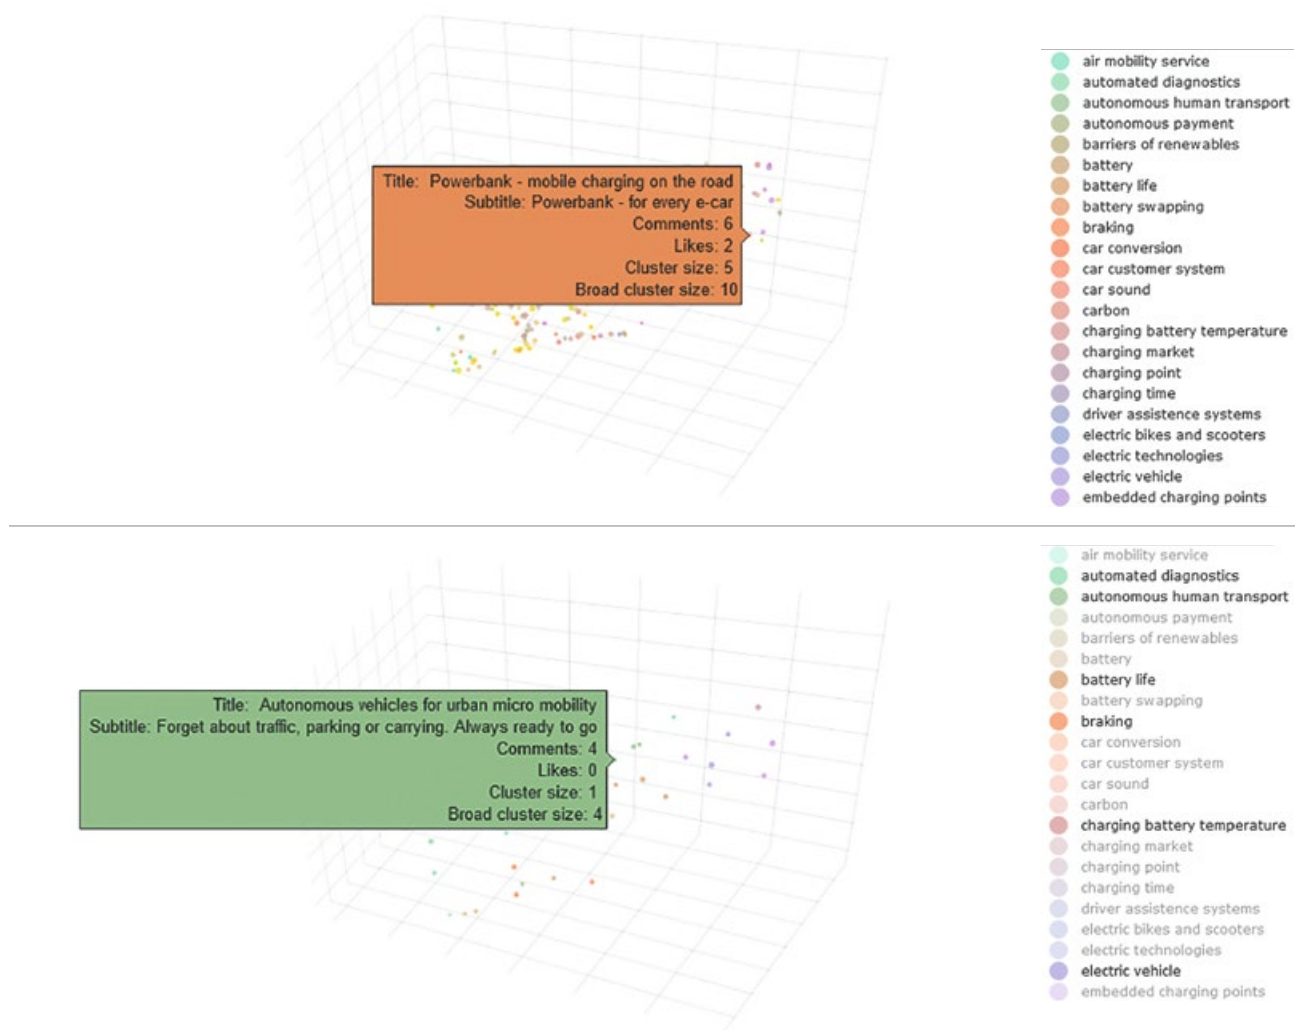 Title: Powerbank - mobile charging on the road
Subtitle: Powerbank - for every e-car
Comments: 6
Likes: 2
Cluster size: 5
Broad cluster size: 10
air mobility service
automated diagnostics
autonomous human transport
autonomous payment
barriers of renewables
battery
battery life
battery swapping
braking
car conversion
car customer system
car sound
carbon
charging battery temperature
charging market
charging point
charging time
driver assistence systems
electric bikes and scooters
electric technologies
electric vehicle
embedded charging points
Title: Autonomous vehicles for urban micro mobility
Subtitle: Forget about traffic, parking or carrying. Always ready to go
Comments: 4
Likes: 0
Cluster size: 1
Broad cluster size: 4
air mobility service
automated diagnostics
autonomous human transport
autonomous payment
barriers of renewables
battery
battery life
battery swapping
braking
car conversion
car customer system
car sound
carbon
charging battery temperature
charging market
charging point
charging time
driver assistence systems
electric bikes and scooters
electric technologies
electric vehicle
embedded charging points